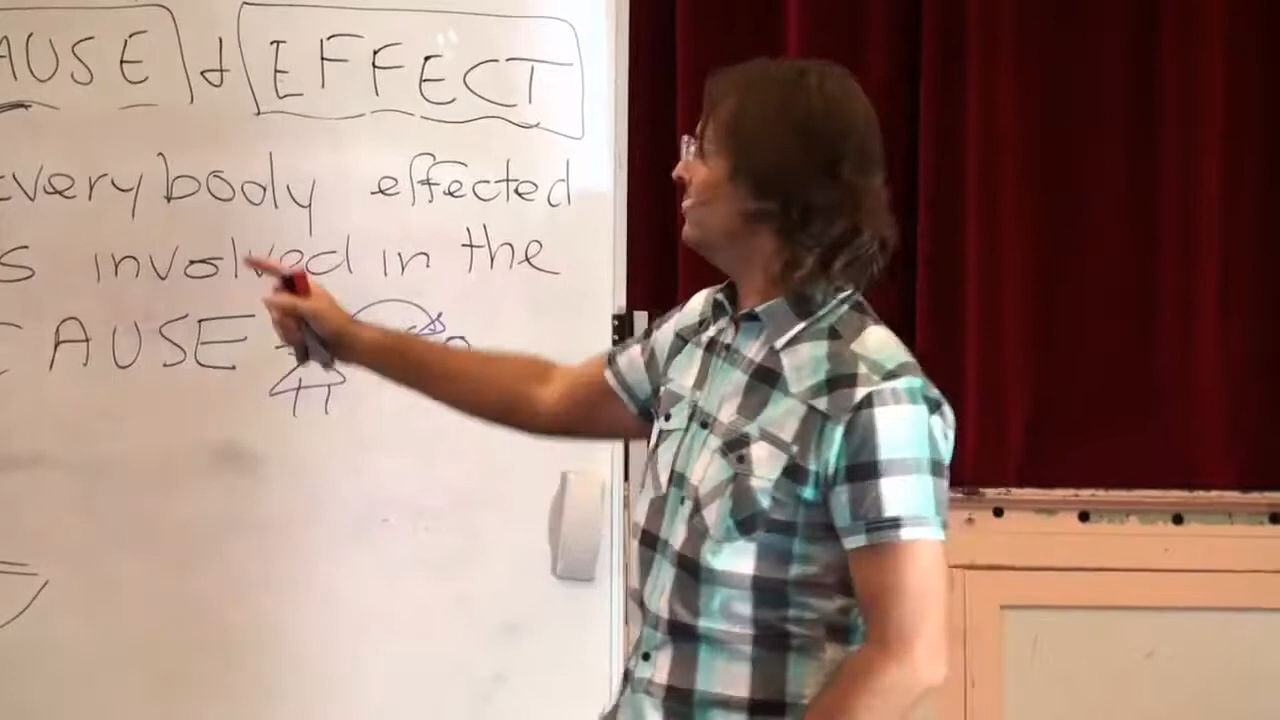 AUSE & EFFECT
verybody effected
s involved in the
CAUSE